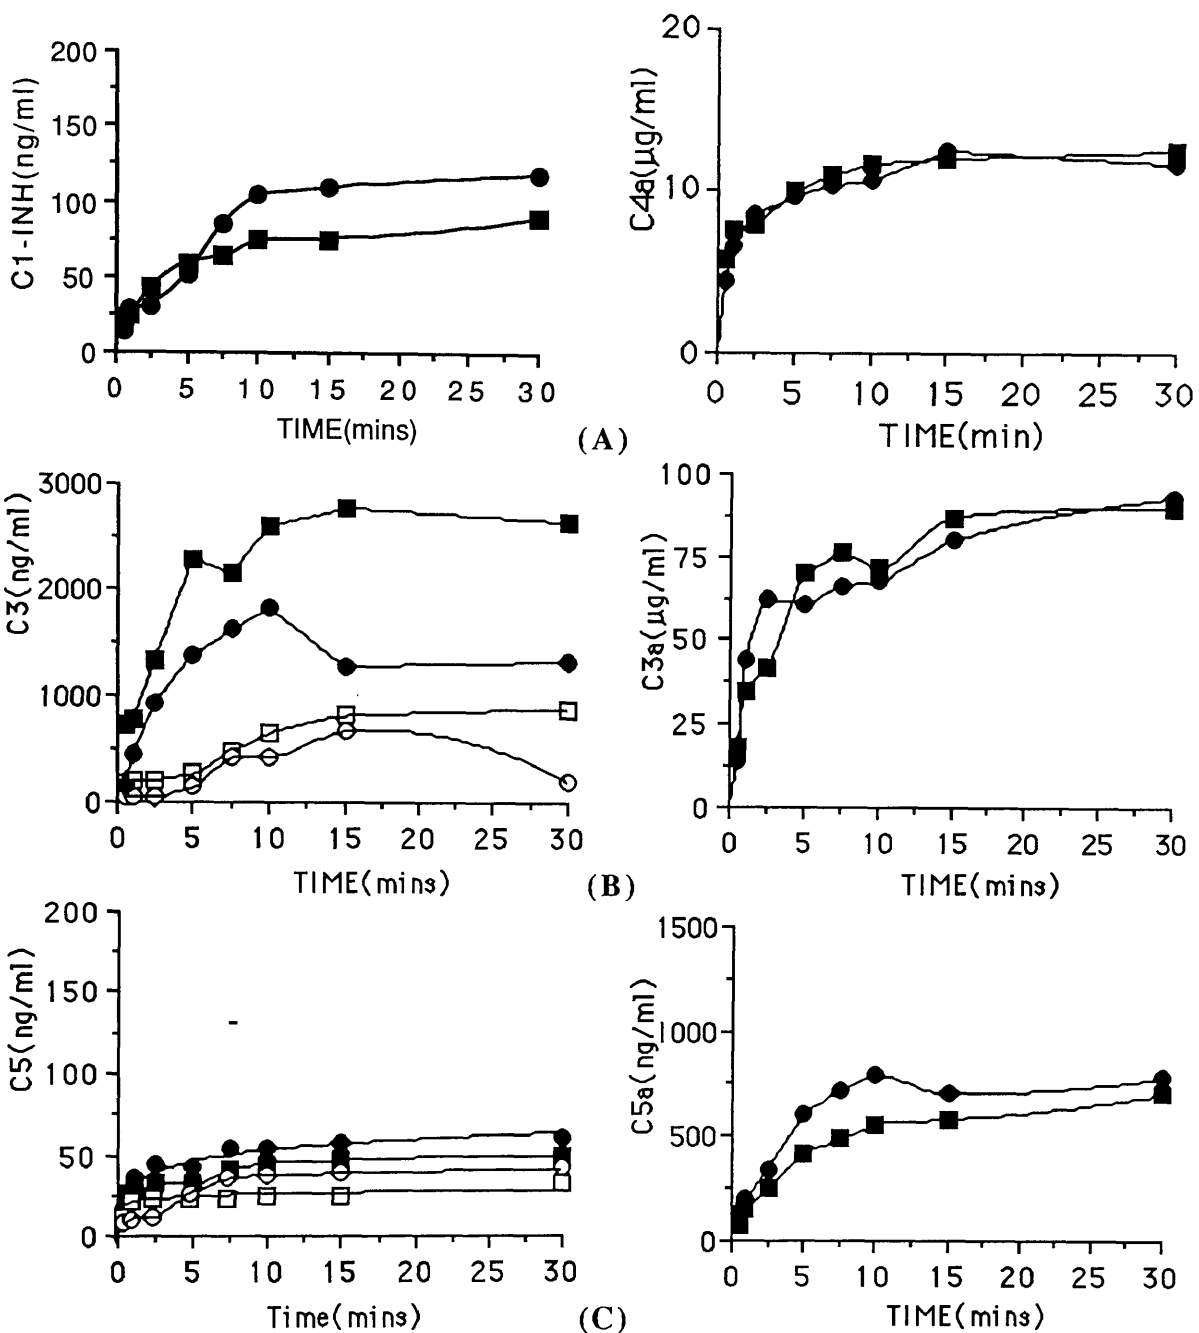 200
150
100
50
0
C1-INH(ng/ml)
0 5 10 15 20 25 30
TIME(mins)
20
10
0
C4a(µg/ml)
0 5 10 15 20 25 30
TIME(min)
(A)
3000
2000
1000
0
C3(ng/ml)
0 5 10 15 20 25 30
TIME(mins)
100
75
50
25
0
C3a(µg/ml)
0 5 10 15 20 25 30
TIME(mins)
(B)
200
150
100
50
0
C5(ng/ml)
0 5 10 15 20 25 30
Time(mins)
1500
1000
500
0
C5a(ng/ml)
0 5 10 15 20 25 30
TIME(mins)
(C)